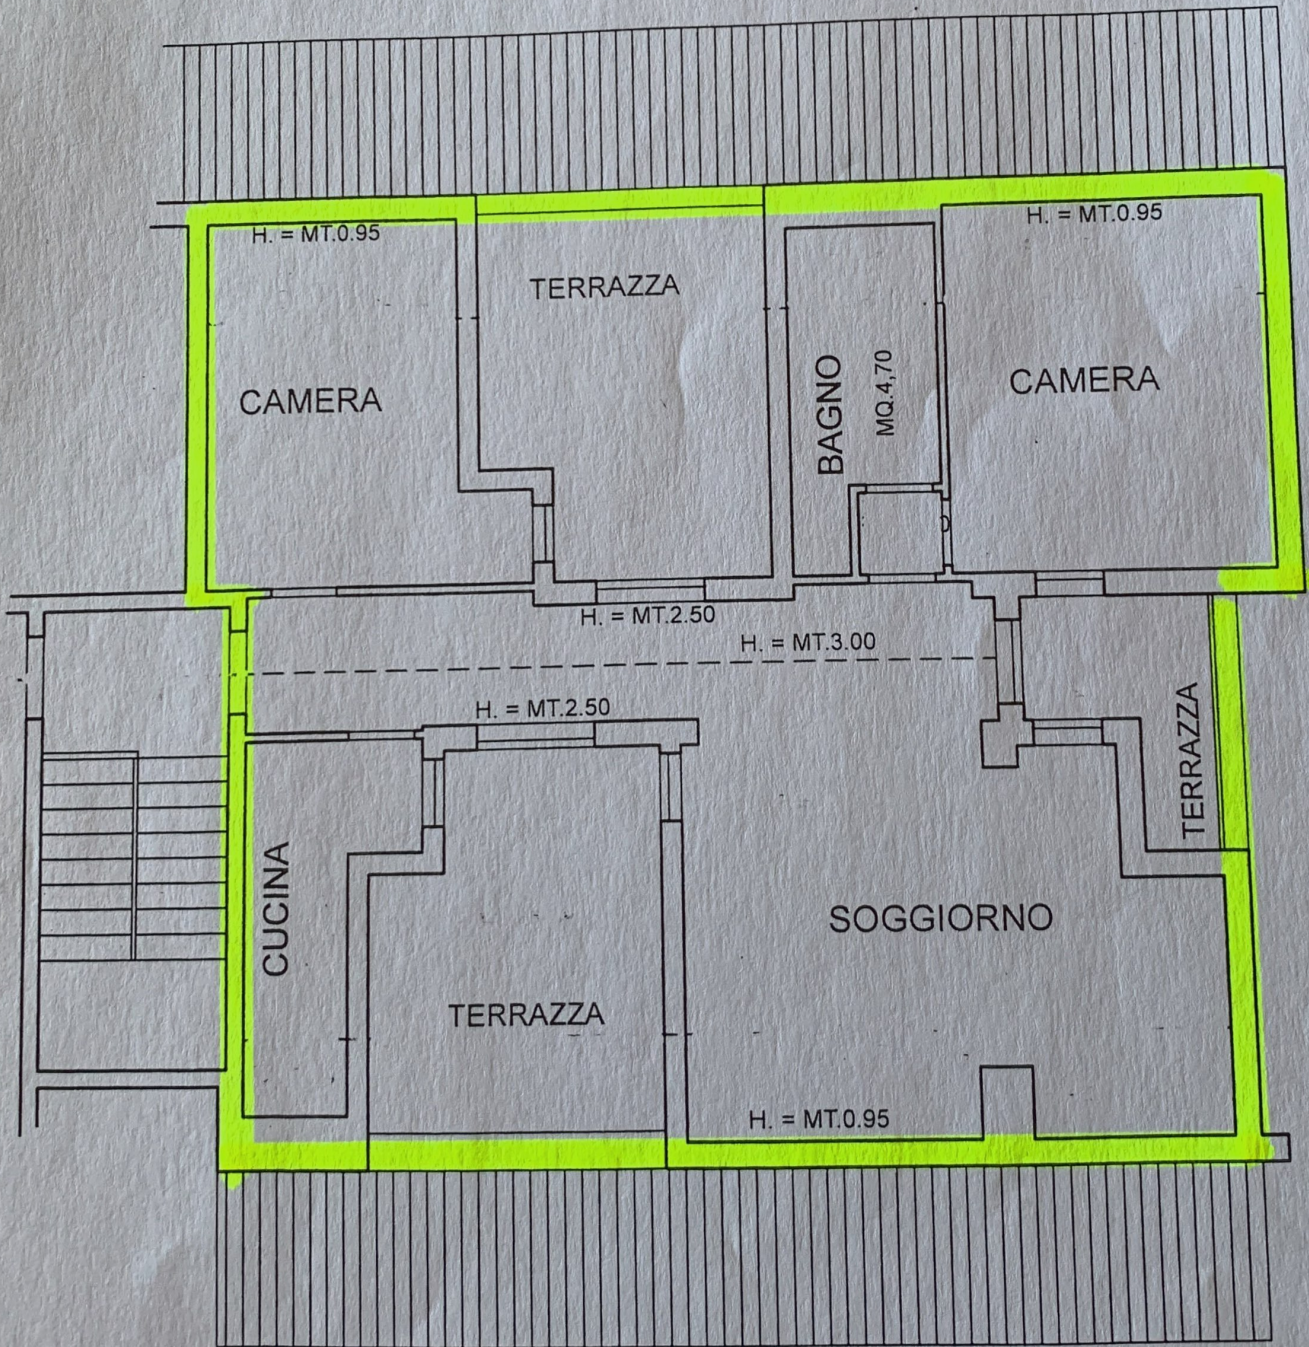 H. = MT.0.95
H. = MT.0.95
TERRAZZA
CAMERA
BAGNO
MQ.4,70
CAMERA
H. = MT.2.50
H. = MT.3.00
H. = MT.2.50
TERRAZZA
CUCINA
SOGGIORNO
TERRAZZA
H. = MT.0.95